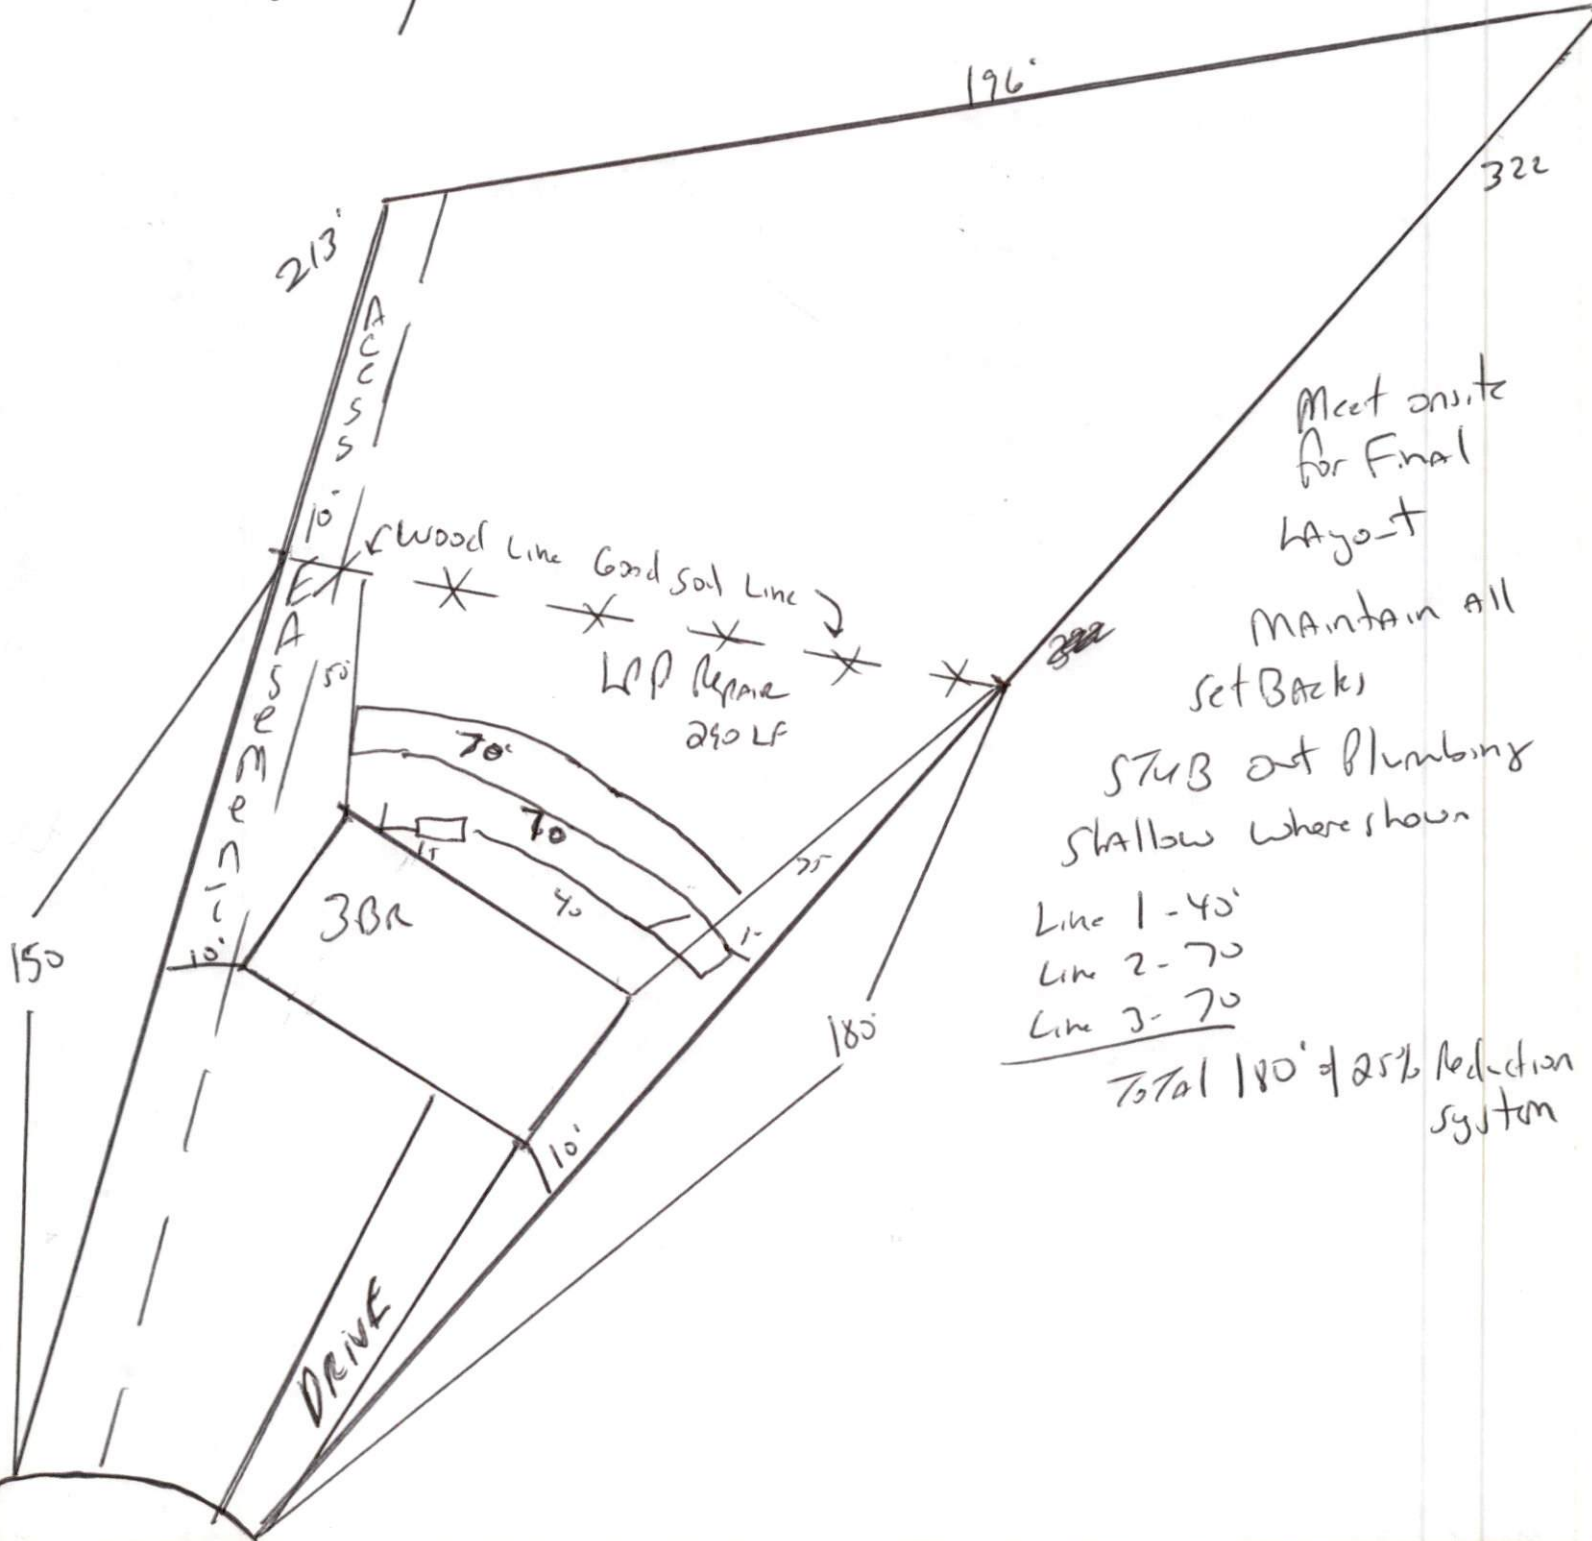 196'
322
213'
ACCESS
10'
EASEMENT
Wood Line Good Soil Line
LPP Repair
240 LF
50'
70'
70
15
40
75
3BR
10'
150
180'
10'
DRIVE
Meet onsite
for Final
LAyout
MAintain All
SetBAcks
STUB out Plumbing
ShAllow where shown
Line 1 - 40'
Line 2 - 70
Line 3 - 70
ToTAl 180' of 25% Reduction
system